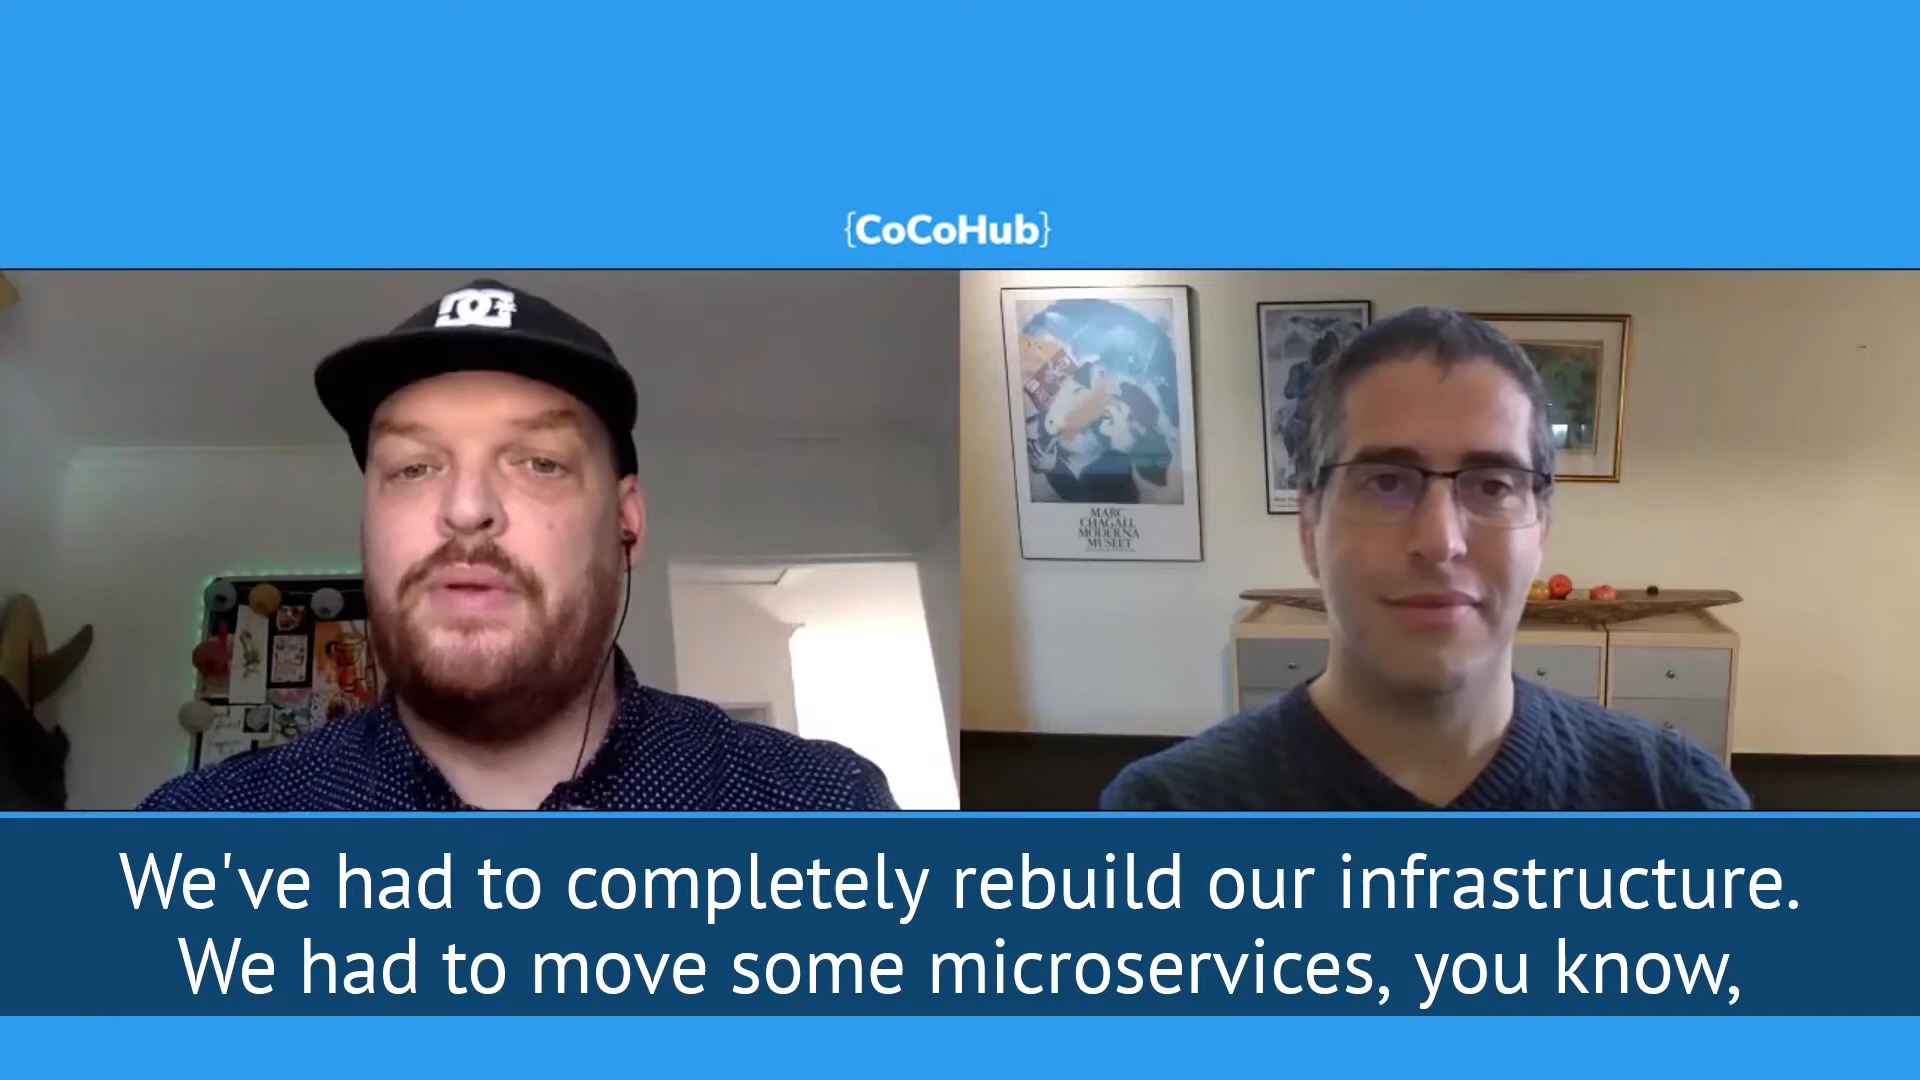 {CoCoHub}
MARC
CHAGALL
MODERNA
MUSEET
We've had to completely rebuild our infrastructure.
We had to move some microservices, you know,